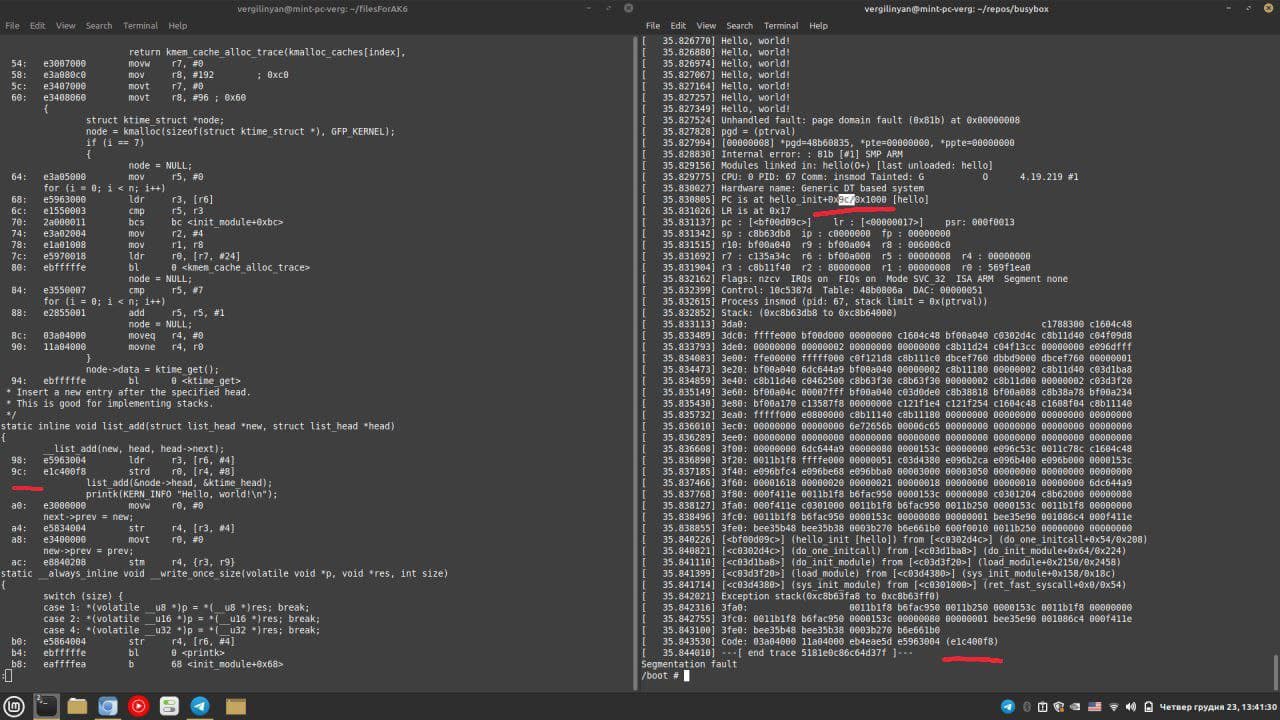 vergilinyan@mint-pc-verg: ~/filesForAK6
File Edit View Search Terminal Help
return kmem_cache_alloc_trace(kmalloc_caches[index],
54: e3007000 movw r7, #0
58: e3a080c0 mov r8, #192 ; 0xc0
5c: e3407000 movt r7, #0
60: e3408060 movt r8, #96 ; 0x60
{
struct ktime_struct *node;
node = kmalloc(sizeof(struct ktime_struct *), GFP_KERNEL);
if (i == 7)
{
node = NULL;
64: e3a05000 mov r5, #0
for (i = 0; i < n; i++)
68: e5963000 ldr r3, [r6]
6c: e1550003 cmp r5, r3
70: 2a000011 bcs bc <init_module+0xbc>
74: e3a02004 mov r2, #4
78: e1a01008 mov r1, r8
7c: e5970018 ldr r0, [r7, #24]
80: ebfffffe bl 0 <kmem_cache_alloc_trace>
node = NULL;
84: e3550007 cmp r5, #7
for (i = 0; i < n; i++)
88: e2855001 add r5, r5, #1
node = NULL;
8c: 03a04000 moveq r4, #0
90: 11a04000 movne r4, r0
}
node->data = ktime_get();
94: ebfffffe bl 0 <ktime_get>
* Insert a new entry after the specified head.
* This is good for implementing stacks.
*/
static inline void list_add(struct list_head *new, struct list_head *head)
{
__list_add(new, head, head->next);
98: e5963004 ldr r3, [r6, #4]
9c: e1c400f8 strd r0, [r4, #8]
list_add(&node->head, &ktime_head);
printk(KERN_INFO "Hello, world!\n");
a0: e3000000 movw r0, #0
next->prev = new;
a4: e5834004 str r4, [r3, #4]
a8: e3400000 movt r0, #0
new->prev = prev;
ac: e8840208 stm r4, {r3, r9}
static __always_inline void __write_once_size(volatile void *p, void *res, int size)
{
switch (size) {
case 1: *(volatile __u8 *)p = *(__u8 *)res; break;
case 2: *(volatile __u16 *)p = *(__u16 *)res; break;
case 4: *(volatile __u32 *)p = *(__u32 *)res; break;
b0: e5864004 str r4, [r6, #4]
b4: ebfffffe bl 0 <printk>
b8: eaffffea b 68 <init_module+0x68>
:
vergilinyan@mint-pc-verg: ~/repos/busybox
File Edit View Search Terminal Help
[ 35.826770] Hello, world!
[ 35.826880] Hello, world!
[ 35.826974] Hello, world!
[ 35.827067] Hello, world!
[ 35.827164] Hello, world!
[ 35.827257] Hello, world!
[ 35.827349] Hello, world!
[ 35.827524] Unhandled fault: page domain fault (0x81b) at 0x00000008
[ 35.827828] pgd = (ptrval)
[ 35.827994] [00000008] *pgd=48b60835, *pte=00000000, *ppte=00000000
[ 35.828830] Internal error: : 81b [#1] SMP ARM
[ 35.829156] Modules linked in: hello(O+) [last unloaded: hello]
[ 35.829775] CPU: 0 PID: 67 Comm: insmod Tainted: G O 4.19.219 #1
[ 35.830027] Hardware name: Generic DT based system
[ 35.830805] PC is at hello_init+0x9c/0x1000 [hello]
[ 35.831026] LR is at 0x17
[ 35.831137] pc : [<bf00d09c>] lr : [<00000017>] psr: 000f0013
[ 35.831342] sp : c8b63db8 ip : c0000000 fp : 00000000
[ 35.831515] r10: bf00a040 r9 : bf00a004 r8 : 006000c0
[ 35.831692] r7 : c135a34c r6 : bf00a000 r5 : 00000008 r4 : 00000000
[ 35.831904] r3 : c8b11f40 r2 : 80000000 r1 : 00000008 r0 : 569f1ea0
[ 35.832162] Flags: nzcv IRQs on FIQs on Mode SVC_32 ISA ARM Segment none
[ 35.832399] Control: 10c5387d Table: 48b0806a DAC: 00000051
[ 35.832615] Process insmod (pid: 67, stack limit = 0x(ptrval))
[ 35.832852] Stack: (0xc8b63db8 to 0xc8b64000)
[ 35.833113] 3da0: c1788300 c1604c48
[ 35.833489] 3dc0: ffffe000 bf00d000 00000000 c1604c48 bf00a040 c0302d4c c8b11d40 c04f09d8
[ 35.833793] 3de0: 00000000 00000002 00000000 00000000 c8b11d24 c04f13cc 00000000 e096dfff
[ 35.834083] 3e00: ffe00000 fffff000 c0f121d8 c8b111c0 dbcef760 dbbd9000 dbcef760 00000001
[ 35.834473] 3e20: bf00a040 6dc644a9 bf00a040 00000002 c8b11180 00000002 c8b11d40 c03d1ba8
[ 35.834859] 3e40: c8b11d40 c0462500 c8b63f30 c8b63f30 00000002 c8b11d00 00000002 c03d3f20
[ 35.835149] 3e60: bf00a04c 00007fff bf00a040 c03d0de0 c8b38818 bf00a088 c8b38a78 bf00a234
[ 35.835430] 3e80: bf00a170 c13587f8 00000000 c121f1e4 c121f254 c1604c48 c1608f04 c8b11140
[ 35.835732] 3ea0: fffff000 e0800000 c8b11140 c8b11180 00000000 00000000 00000000 00000000
[ 35.836010] 3ec0: 00000000 00000000 6e72656b 00006c65 00000000 00000000 00000000 00000000
[ 35.836289] 3ee0: 00000000 00000000 00000000 00000000 00000000 00000000 00000000 00000000
[ 35.836608] 3f00: 00000000 6dc644a9 00000080 0000153c 00000000 e096c53c 0011c78c c1604c48
[ 35.836894] 3f20: 0011b1f8 ffffe000 00000051 c03d4380 e096b2ca e096b400 e096b000 0000153c
[ 35.837185] 3f40: e096bfc4 e096be68 e096bba0 00003000 00003050 00000000 00000000 00000000
[ 35.837466] 3f60: 00001618 00000020 00000021 00000018 00000000 00000010 00000000 6dc644a9
[ 35.837768] 3f80: 000f411e 0011b1f8 b6fac950 0000153c 00000080 c0301204 c8b62000 00000080
[ 35.838127] 3fa0: 000f411e c0301000 0011b1f8 b6fac950 0011b250 0000153c 0011b1f8 00000000
[ 35.838496] 3fc0: 0011b1f8 b6fac950 0000153c 00000080 00000001 bee35e90 001086c4 000f411e
[ 35.838855] 3fe0: bee35b48 bee35b38 0003b270 b6e661b0 600f0010 0011b250 00000000 00000000
[ 35.840226] [<bf00d09c>] (hello_init [hello]) from [<c0302d4c>] (do_one_initcall+0x54/0x208)
[ 35.840821] [<c0302d4c>] (do_one_initcall) from [<c03d1ba8>] (do_init_module+0x64/0x224)
[ 35.841110] [<c03d1ba8>] (do_init_module) from [<c03d3f20>] (load_module+0x2150/0x2458)
[ 35.841399] [<c03d3f20>] (load_module) from [<c03d4380>] (sys_init_module+0x158/0x18c)
[ 35.841714] [<c03d4380>] (sys_init_module) from [<c0301000>] (ret_fast_syscall+0x0/0x54)
[ 35.842021] Exception stack(0xc8b63fa8 to 0xc8b63ff0)
[ 35.842316] 3fa0: 0011b1f8 b6fac950 0011b250 0000153c 0011b1f8 00000000
[ 35.842755] 3fc0: 0011b1f8 b6fac950 0000153c 00000080 00000001 bee35e90 001086c4 000f411e
[ 35.843100] 3fe0: bee35b48 bee35b38 0003b270 b6e661b0
[ 35.843530] Code: 03a04000 11a04000 eb4eae5d e5963004 (e1c400f8)
[ 35.844010] ---[ end trace 5181e0c86c64d37f ]---
Segmentation fault
/boot #
Четвер грудня 23, 13:41:30